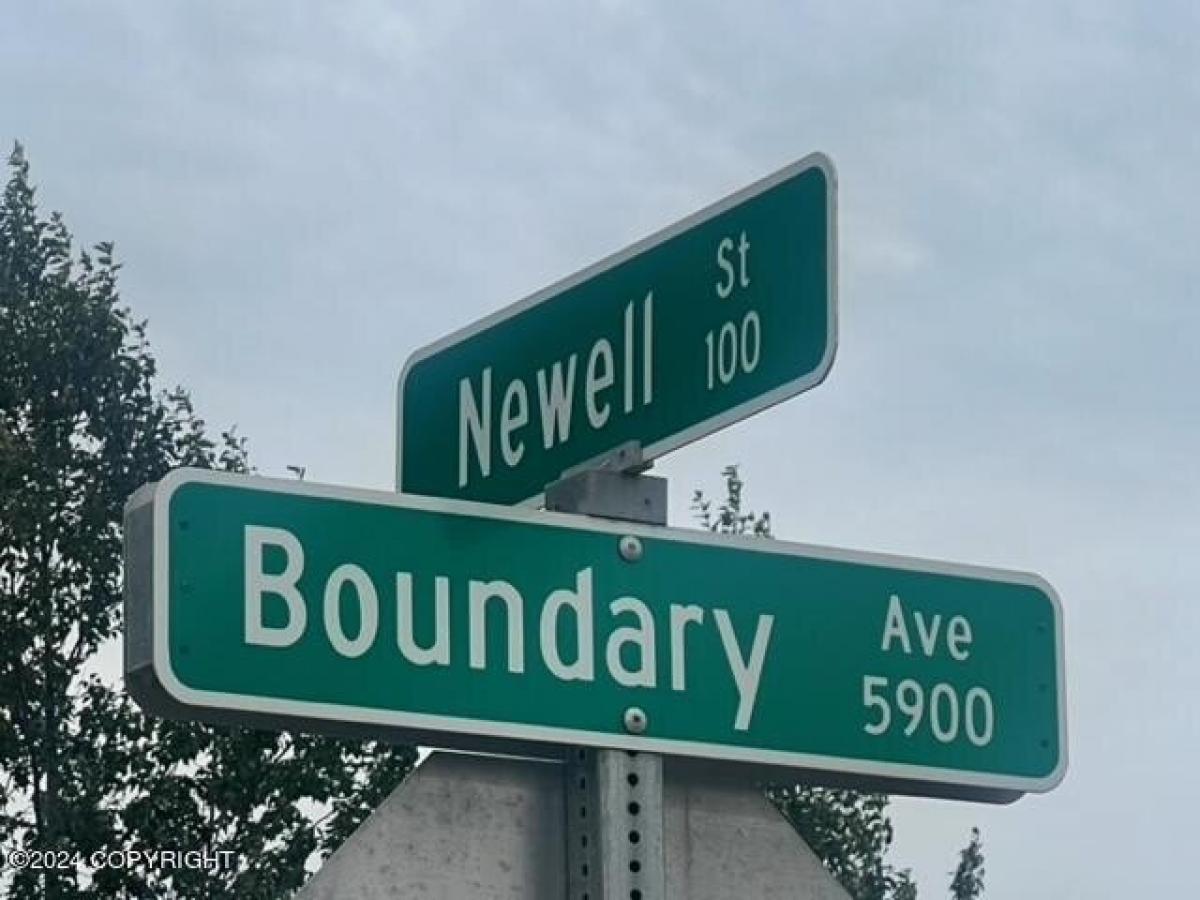 Newell St
100
Boundary Ave
5900
©2024 COPYRIGHT